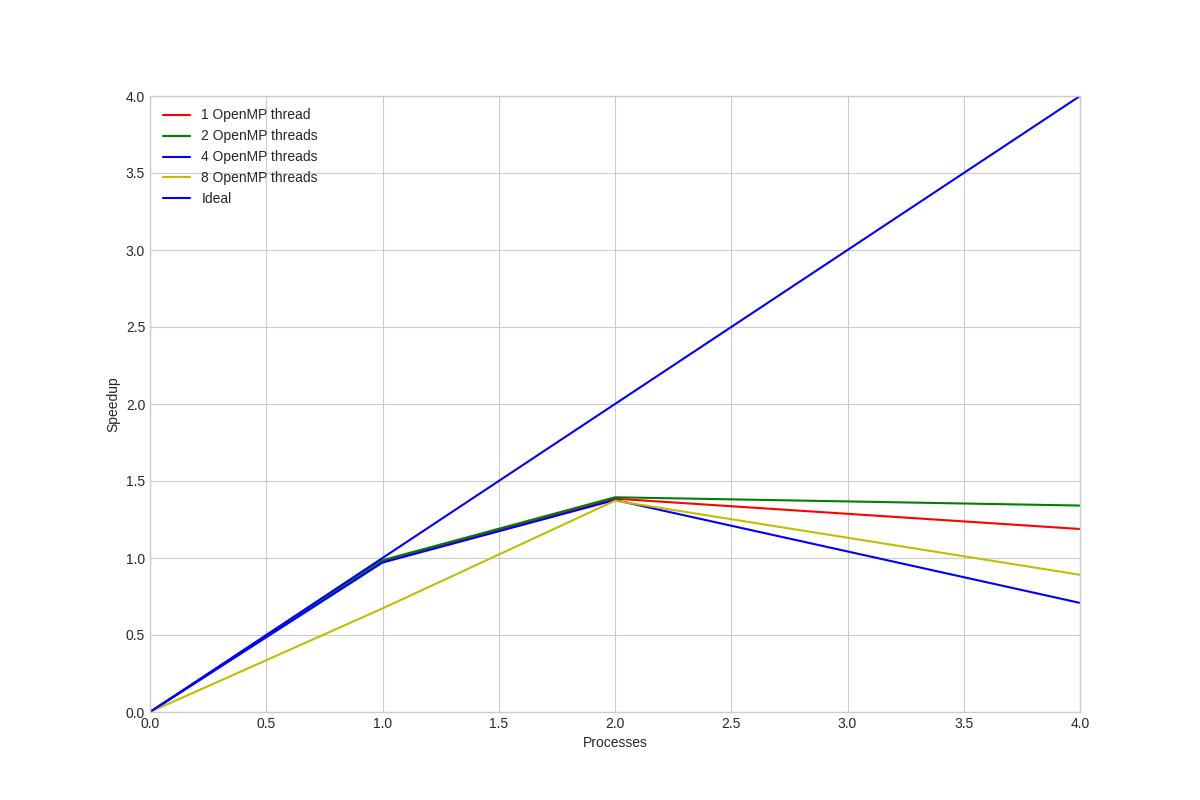 4.0
3.5
3.0
2.5
2.0
1.5
1.0
0.5
0.0
Speedup
1 OpenMP thread
2 OpenMP threads
4 OpenMP threads
8 OpenMP threads
Ideal
0.0 0.5 1.0 1.5 2.0 2.5 3.0 3.5 4.0
Processes